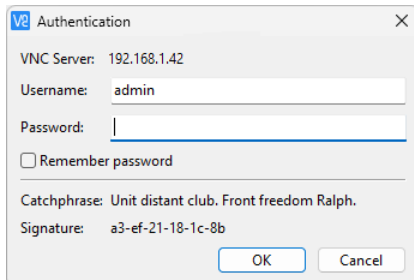 Authentication
VNC Server: 192.168.1.42
Username: admin
Password:
Remember password
Catchphrase: Unit distant club. Front freedom Ralph.
Signature: a3-ef-21-18-1c-8b
OK Cancel